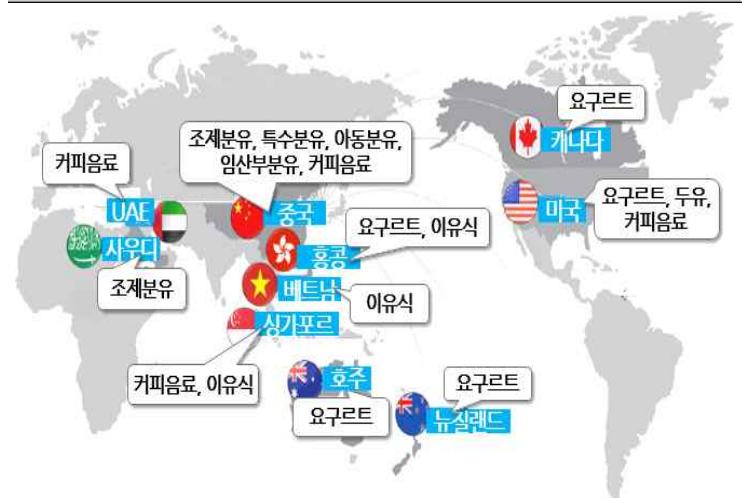 요구르트
캐나다
조제분유, 특수분유, 아동분유,
임산부분유, 커피음료
커피음료
UAE
중국
미국
요구르트, 두유,
커피음료
사우디
요구르트, 이유식
홍콩
조제분유
베트남
이유식
싱가포르
커피음료, 이유식
호주
요구르트
요구르트
뉴질랜드